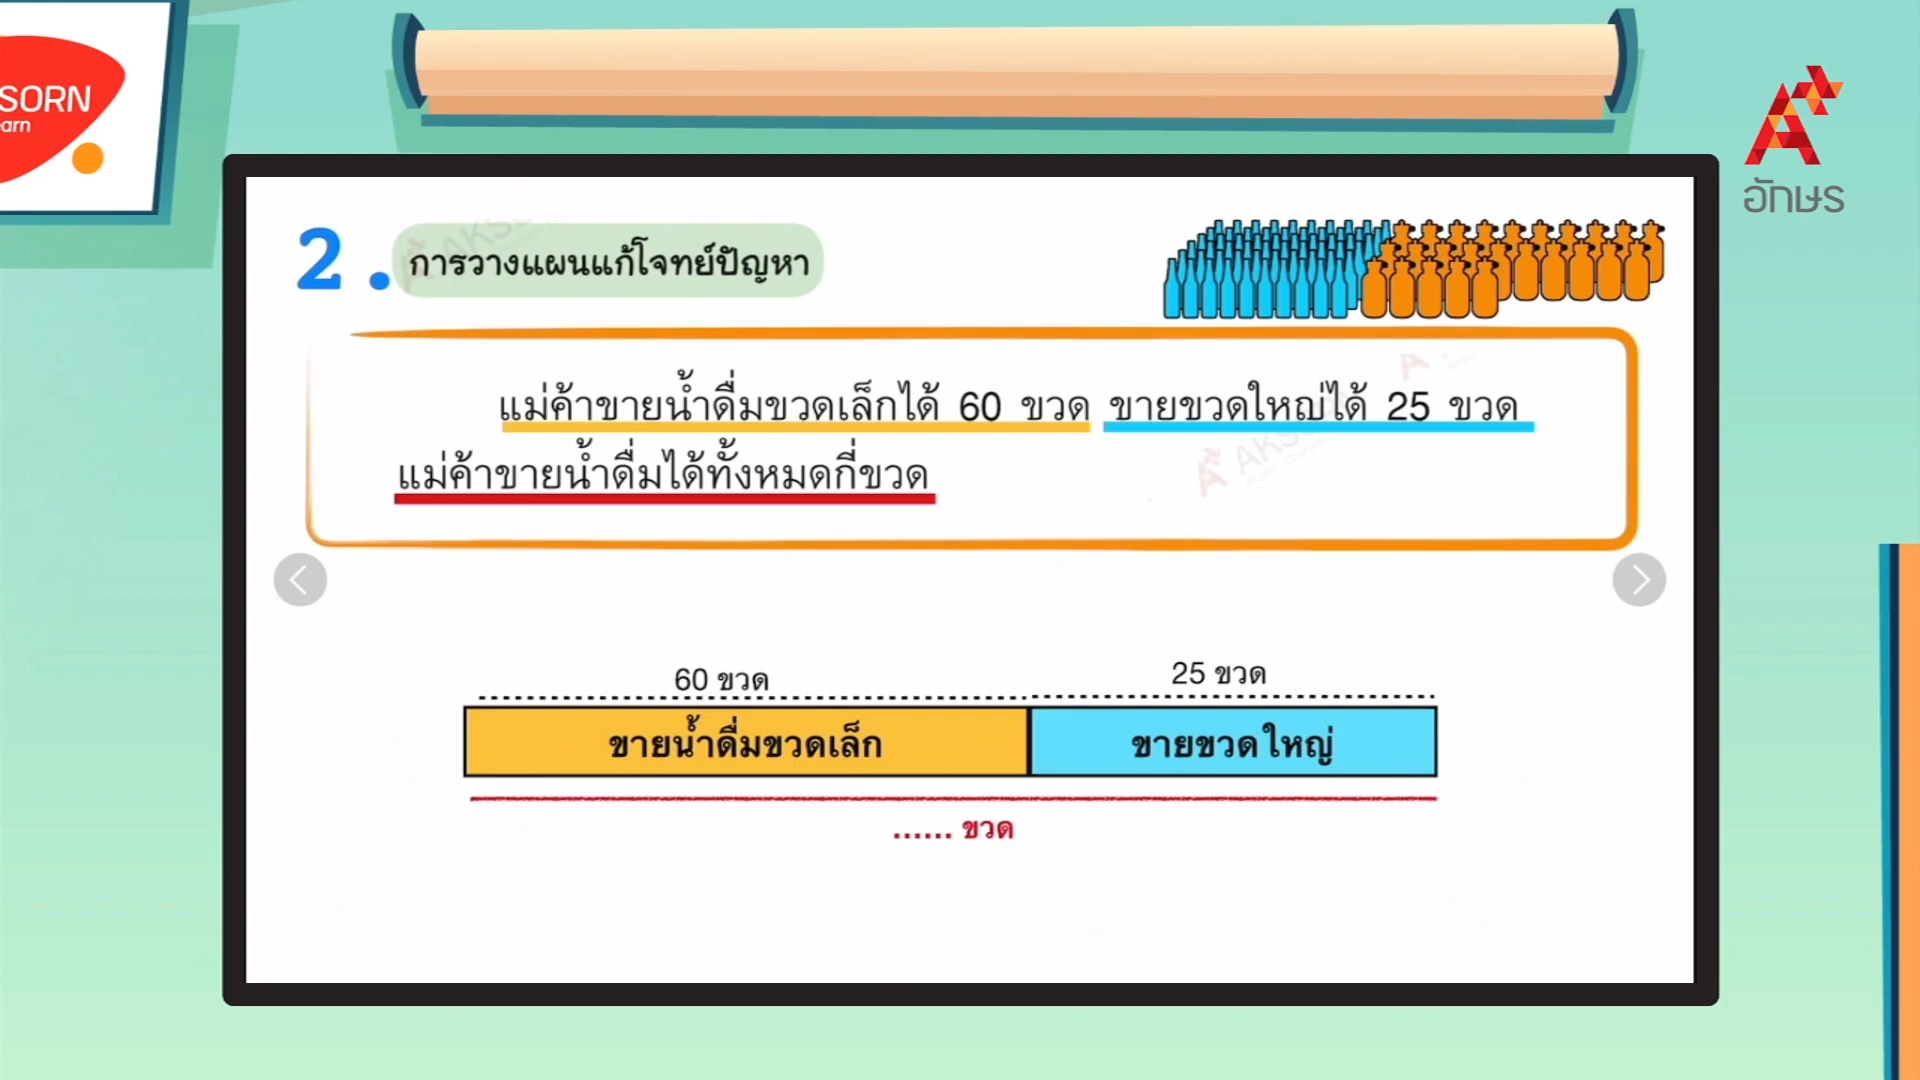 SORN
earn
อักษร
2. การวางแผนแก้โจทย์ปัญหา
แม่ค้าขายน้ำดื่มขวดเล็กได้ 60 ขวด ขายขวดใหญ่ได้ 25 ขวด
แม่ค้าขายน้ำดื่มได้ทั้งหมดกี่ขวด
60 ขวด 25 ขวด
ขายน้ำดื่มขวดเล็ก ขายขวดใหญ่
...... ขวด